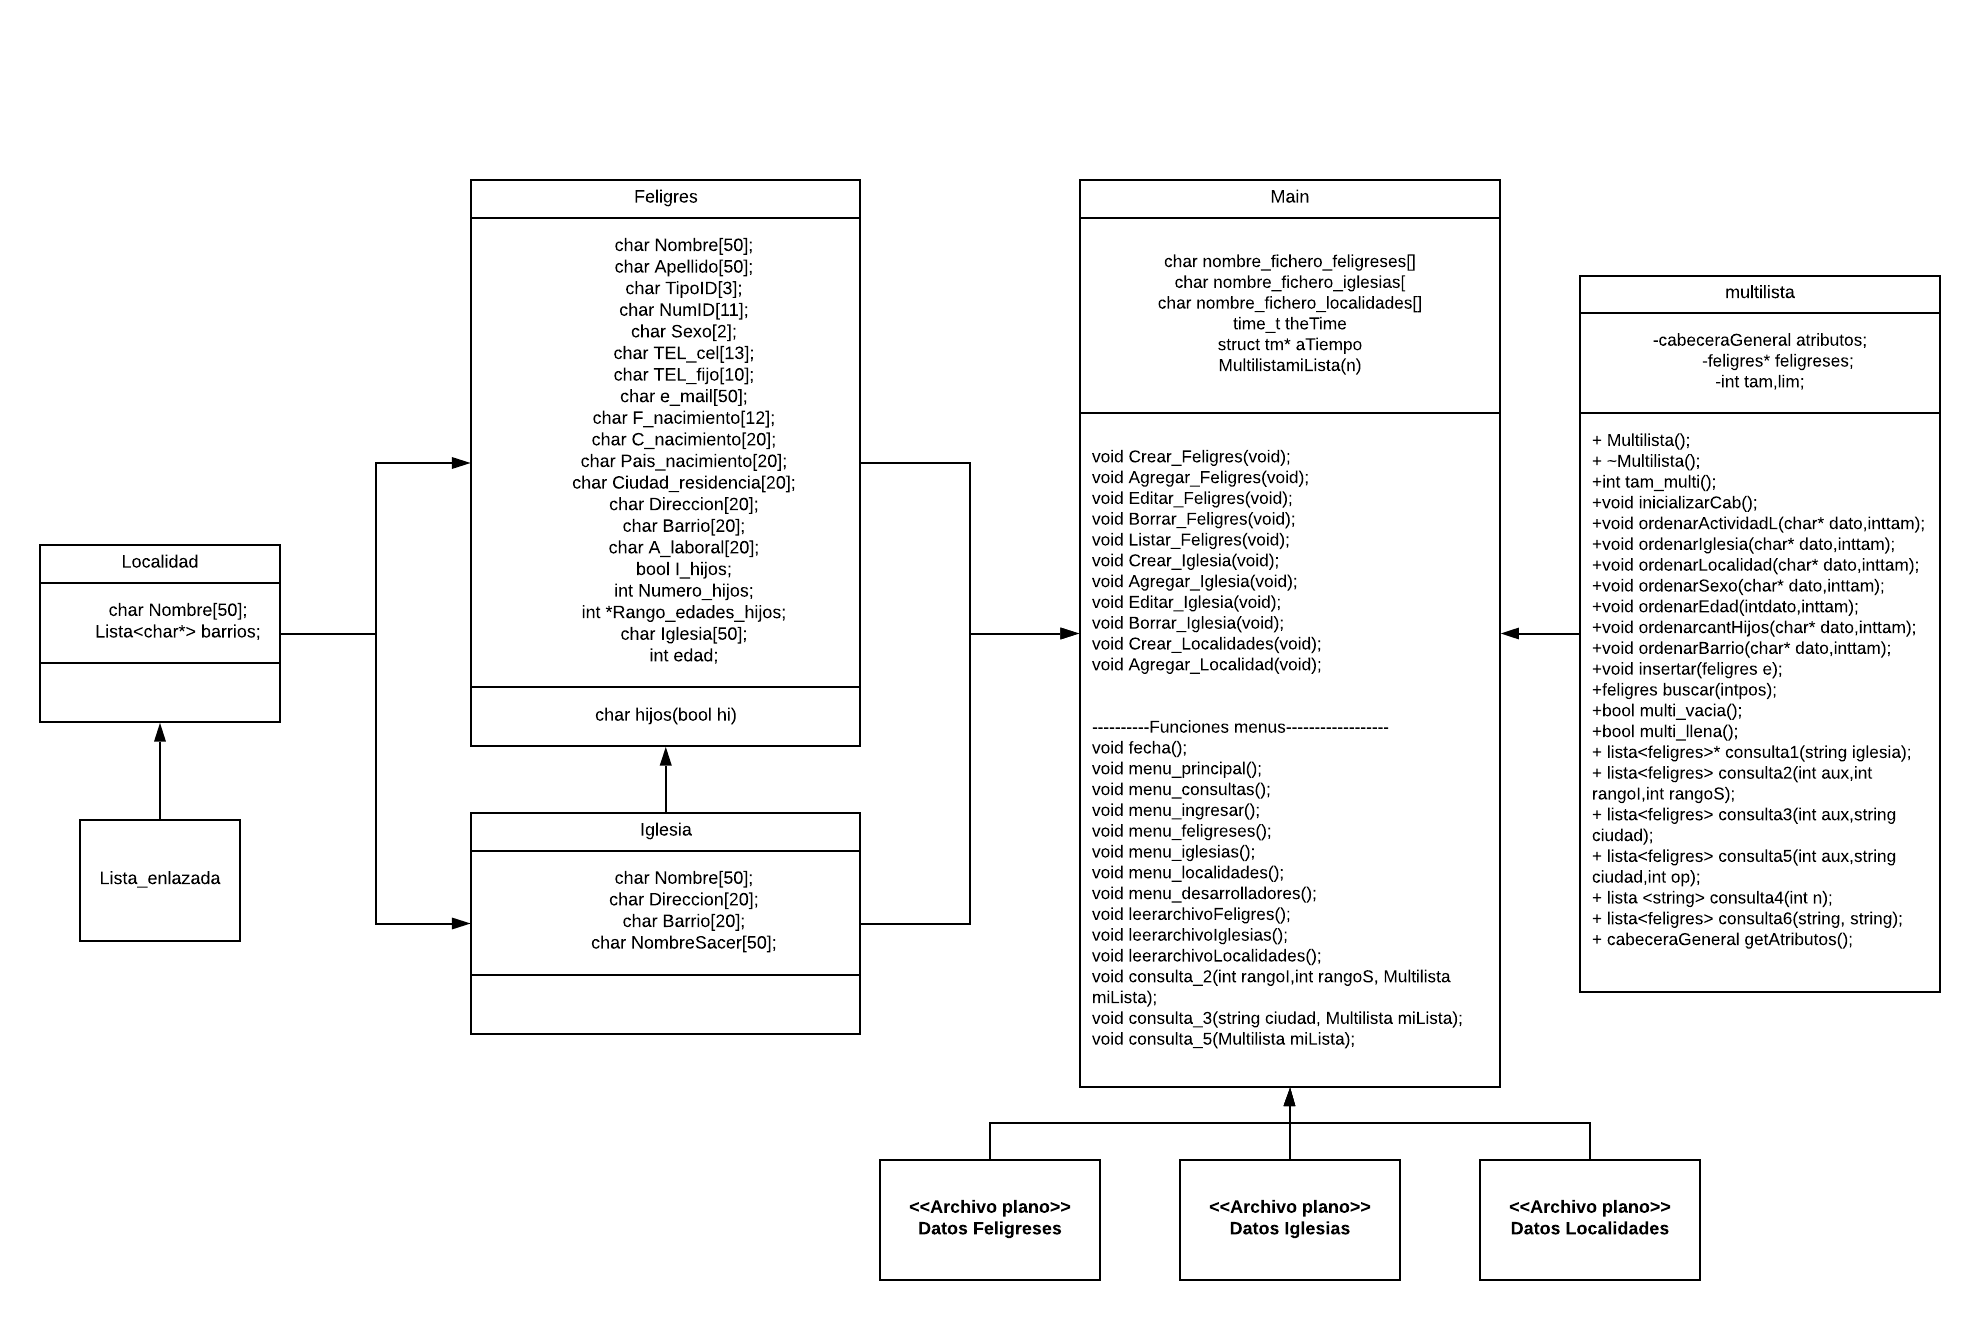 Localidad
char Nombre[50];
Lista<char*> barrios;
Lista_enlazada
Feligres
char Nombre[50];
char Apellido[50];
char TipoID[3];
char NumID[11];
char Sexo[2];
char TEL_cel[13];
char TEL_fijo[10];
char e_mail[50];
char F_nacimiento[12];
char C_nacimiento[20];
char Pais_nacimiento[20];
char Ciudad_residencia[20];
char Direccion[20];
char Barrio[20];
char A_laboral[20];
bool I_hijos;
int Numero_hijos;
int *Rango_edades_hijos;
char Iglesia[50];
int edad;
char hijos(bool hi)
Iglesia
char Nombre[50];
char Direccion[20];
char Barrio[20];
char NombreSacer[50];
Main
char nombre_fichero_feligreses[]
char nombre_fichero_iglesias[
char nombre_fichero_localidades[]
time_t theTime
struct tm* aTiempo
MultilistamiLista(n)
void Crear_Feligres(void);
void Agregar_Feligres(void);
void Editar_Feligres(void);
void Borrar_Feligres(void);
void Listar_Feligres(void);
void Crear_Iglesia(void);
void Agregar_Iglesia(void);
void Editar_Iglesia(void);
void Borrar_Iglesia(void);
void Crear_Localidades(void);
void Agregar_Localidad(void);
----------Funciones menus------------------
void fecha();
void menu_principal();
void menu_consultas();
void menu_ingresar();
void menu_feligreses();
void menu_iglesias();
void menu_localidades();
void menu_desarrolladores();
void leerarchivoFeligres();
void leerarchivoIglesias();
void leerarchivoLocalidades();
void consulta_2(int rangoI,int rangoS, Multilista
miLista);
void consulta_3(string ciudad, Multilista miLista);
void consulta_5(Multilista miLista);
multilista
-cabeceraGeneral atributos;
-feligres* feligreses;
-int tam,lim;
+ Multilista();
+ ~Multilista();
+int tam_multi();
+void inicializarCab();
+void ordenarActividadL(char* dato,inttam);
+void ordenarIglesia(char* dato,inttam);
+void ordenarLocalidad(char* dato,inttam);
+void ordenarSexo(char* dato,inttam);
+void ordenarEdad(intdato,inttam);
+void ordenarcantHijos(char* dato,inttam);
+void ordenarBarrio(char* dato,inttam);
+void insertar(feligres e);
+feligres buscar(intpos);
+bool multi_vacia();
+bool multi_llena();
+ lista<feligres>* consulta1(string iglesia);
+ lista<feligres> consulta2(int aux,int
rangoI,int rangoS);
+ lista<feligres> consulta3(int aux,string
ciudad);
+ lista<feligres> consulta5(int aux,string
ciudad,int op);
+ lista <string> consulta4(int n);
+ lista<feligres> consulta6(string, string);
+ cabeceraGeneral getAtributos();
<<Archivo plano>>
Datos Feligreses
<<Archivo plano>>
Datos Iglesias
<<Archivo plano>>
Datos Localidades